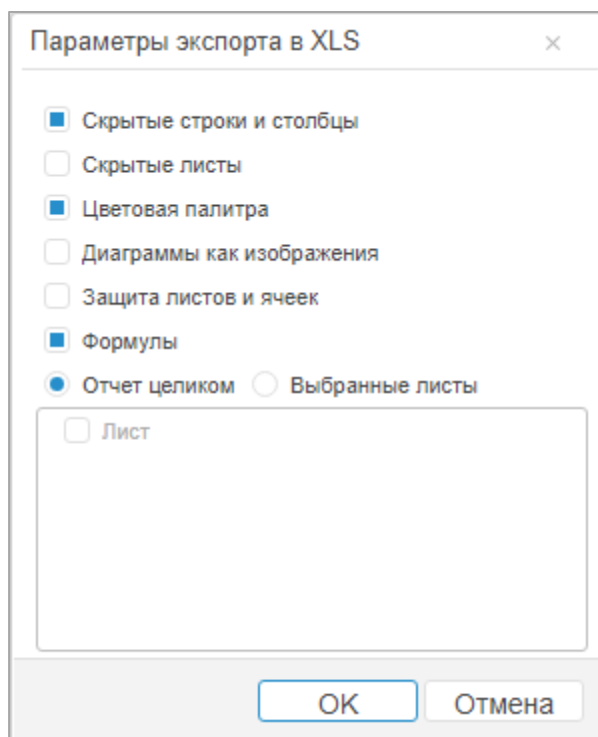 Параметры экспорта в XLS
Скрытые строки и столбцы
Скрытые листы
Цветовая палитра
Диаграммы как изображения
Защита листов и ячеек
Формулы
Отчет целиком Выбранные листы
Лист
OK Отмена